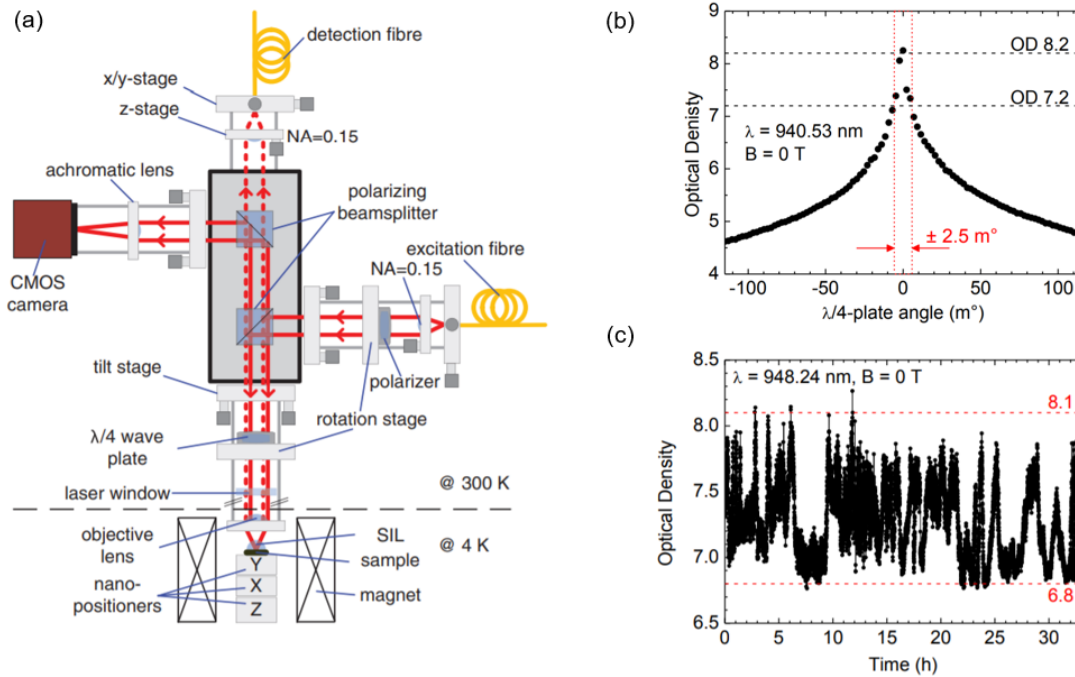 (a)
detection fibre
x/y-stage
z-stage
NA=0.15
achromatic lens
polarizing
beamsplitter
excitation fibre
NA=0.15
CMOS
camera
tilt stage
polarizer
rotation stage
λ/4 wave
plate
laser window
@ 300 K
objective
lens
SIL
@ 4 K
sample
nano-
positioners
Y
X
Z
magnet
(b)
Optical Denisty
9
8
7
6
5
4
OD 8.2
OD 7.2
λ = 940.53 nm
B = 0 T
± 2.5 m°
-100
-50
0
50
100
λ/4-plate angle (m°)
(c)
Optical Density
8.5
8.0
7.5
7.0
6.5
λ = 948.24 nm, B = 0 T
8.1
6.8
0
5
10
15
20
25
30
Time (h)